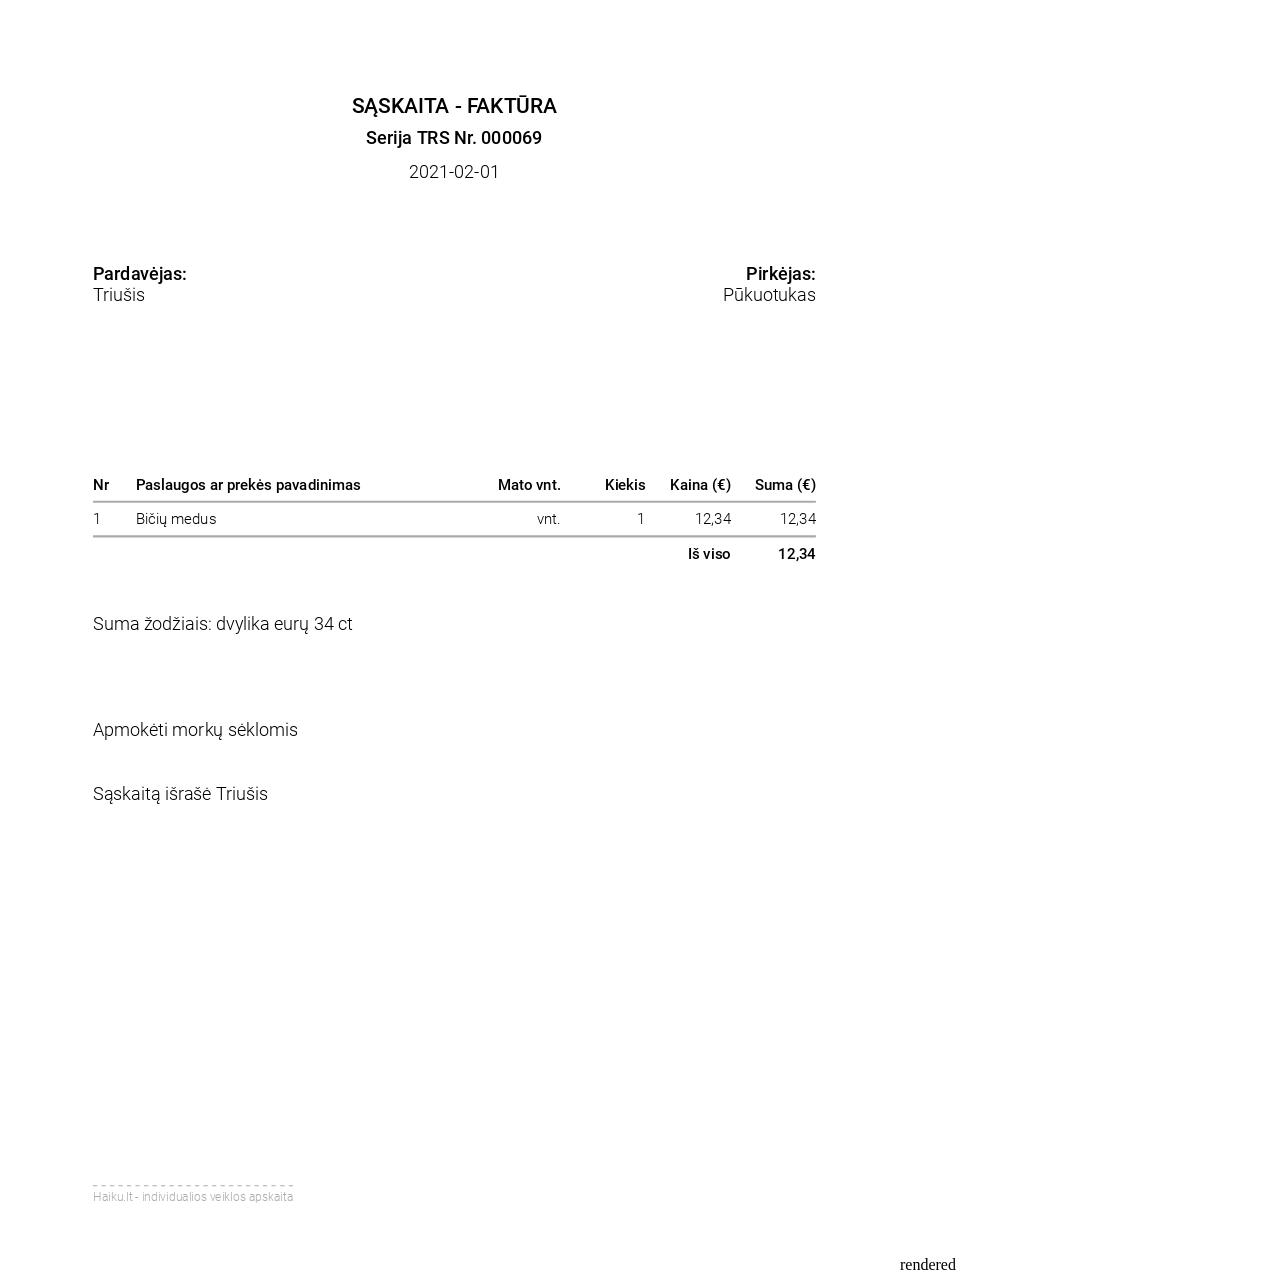 SĄSKAITA - FAKTŪRA
Serija TRS Nr. 000069
2021-02-01
Pardavėjas:
Triušis
Pirkėjas:
Pūkuotukas
Nr Paslaugos ar prekės pavadinimas Mato vnt. Kiekis Kaina (€) Suma (€)
1 Bičių medus vnt. 1 12,34 12,34
Iš viso 12,34
Suma žodžiais: dvylika eurų 34 ct
Apmokėti morkų sėklomis
Sąskaitą išrašė Triušis
Haiku.lt - individualios veiklos apskaita
rendered